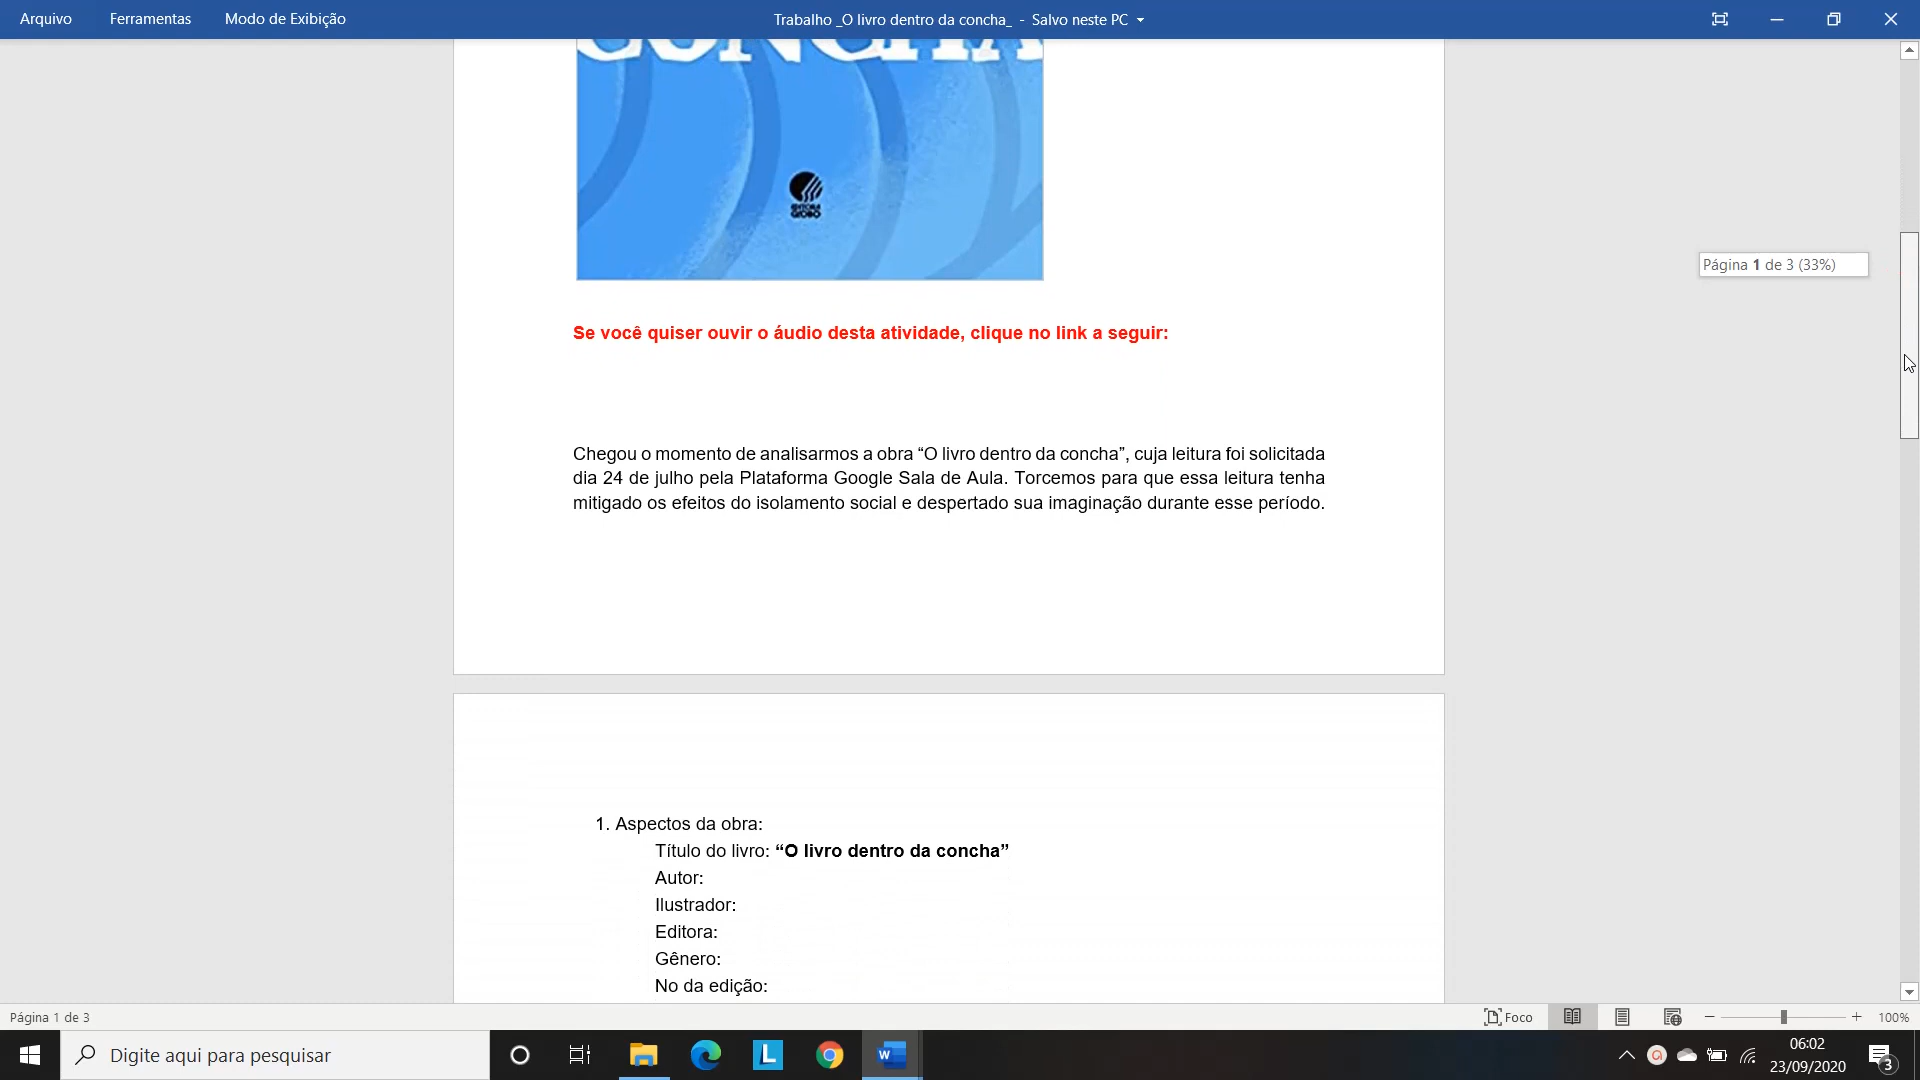 Arquivo Ferramentas Modo de Exibição Trabalho _O livro dentro da concha_ - Salvo neste PC
CONCHA
EDITORA
GLOBO
Página 1 de 3 (33%)
Se você quiser ouvir o áudio desta atividade, clique no link a seguir:
Chegou o momento de analisarmos a obra “O livro dentro da concha”, cuja leitura foi solicitada
dia 24 de julho pela Plataforma Google Sala de Aula. Torcemos para que essa leitura tenha
mitigado os efeitos do isolamento social e despertado sua imaginação durante esse período.
1. Aspectos da obra:
Título do livro: “O livro dentro da concha”
Autor:
Ilustrador:
Editora:
Gênero:
No da edição:
Página 1 de 3 Foco 100%
Digite aqui para pesquisar
L
W
06:02
23/09/2020
3